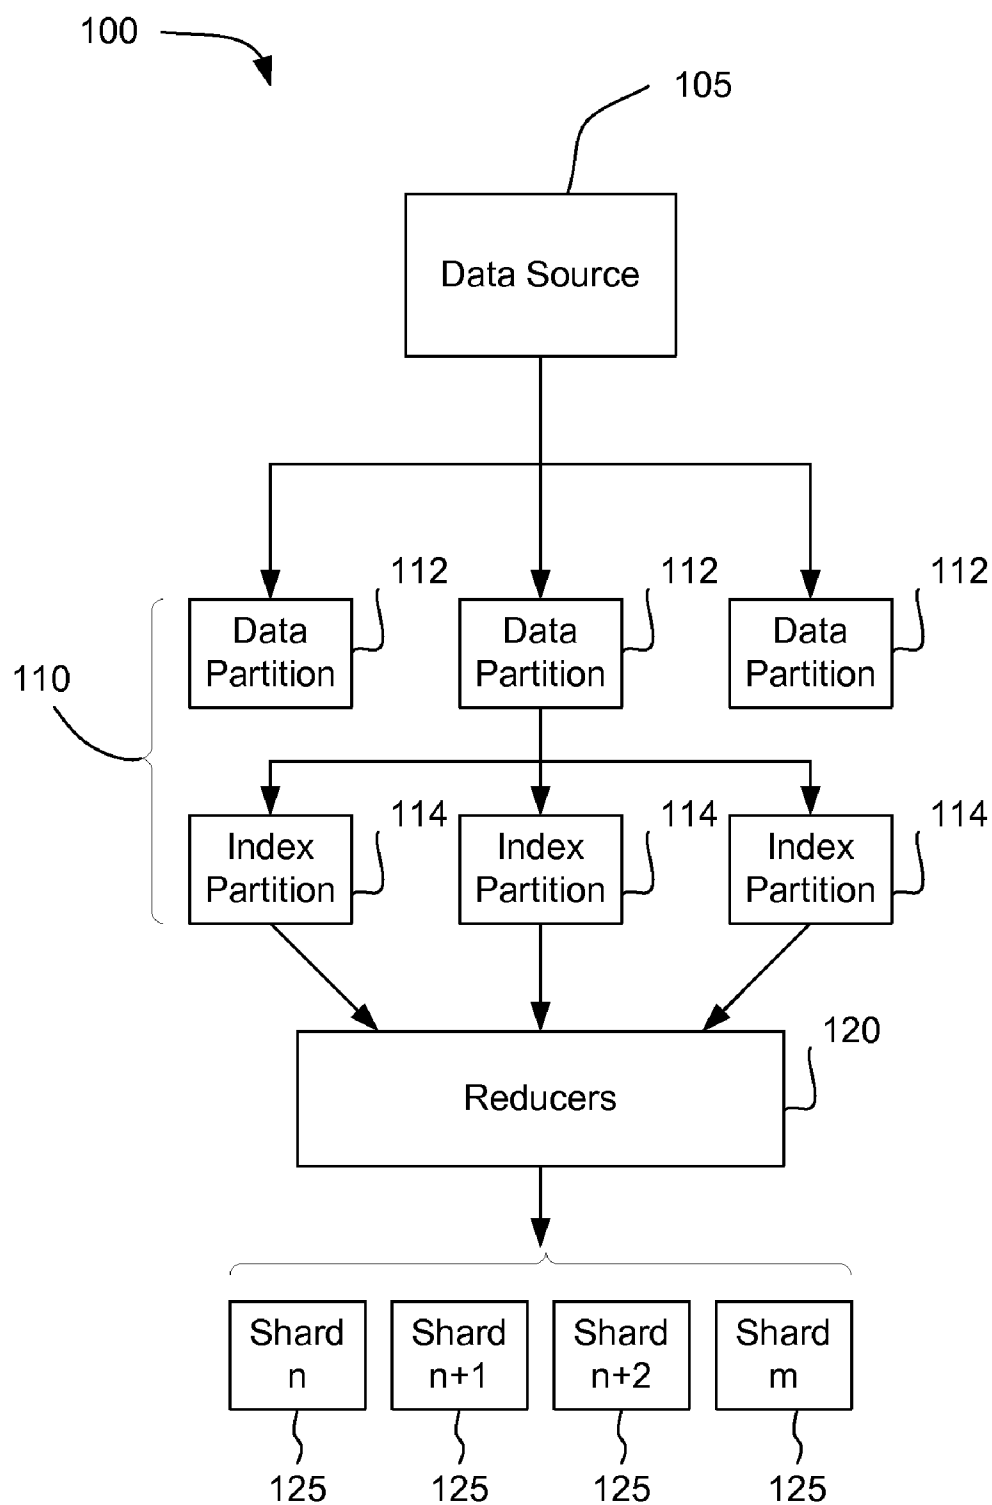 100
105
Data Source
112
112
112
Data
Partition
Data
Partition
Data
Partition
110
114
114
114
Index
Partition
Index
Partition
Index
Partition
120
Reducers
Shard
n
Shard
n+1
Shard
n+2
Shard
m
125
125
125
125